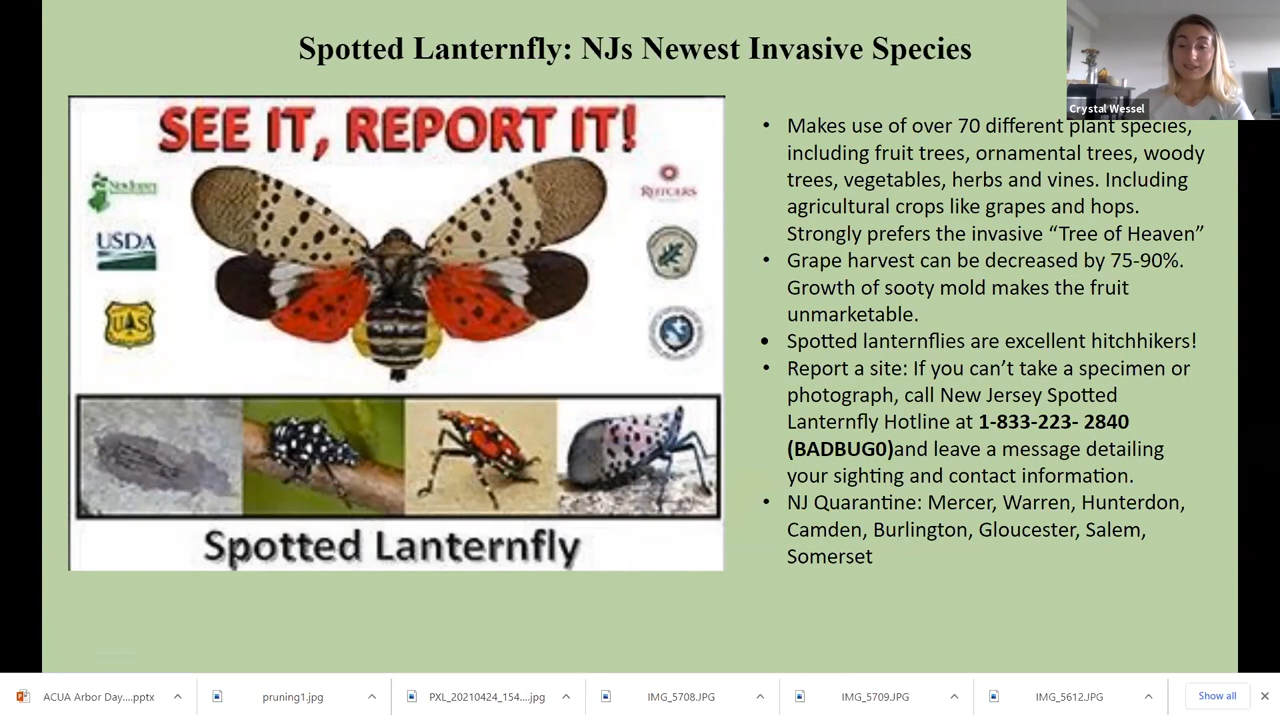 Spotted Lanternfly: NJs Newest Invasive Species
Crystal Wessel
SEE IT, REPORT IT!
New Jersey
RUTGERS
USDA
UAS
Spotted Lanternfly
• Makes use of over 70 different plant species,
including fruit trees, ornamental trees, woody
trees, vegetables, herbs and vines. Including
agricultural crops like grapes and hops.
Strongly prefers the invasive “Tree of Heaven”
• Grape harvest can be decreased by 75-90%.
Growth of sooty mold makes the fruit
unmarketable.
• Spotted lanternflies are excellent hitchhikers!
• Report a site: If you can’t take a specimen or
photograph, call New Jersey Spotted
Lanternfly Hotline at 1-833-223- 2840
(BADBUG0)and leave a message detailing
your sighting and contact information.
• NJ Quarantine: Mercer, Warren, Hunterdon,
Camden, Burlington, Gloucester, Salem,
Somerset
ACUA Arbor Day....pptx
pruning1.jpg
PXL_20210424_154....jpg
IMG_5708.JPG
IMG_5709.JPG
IMG_5612.JPG
Show all